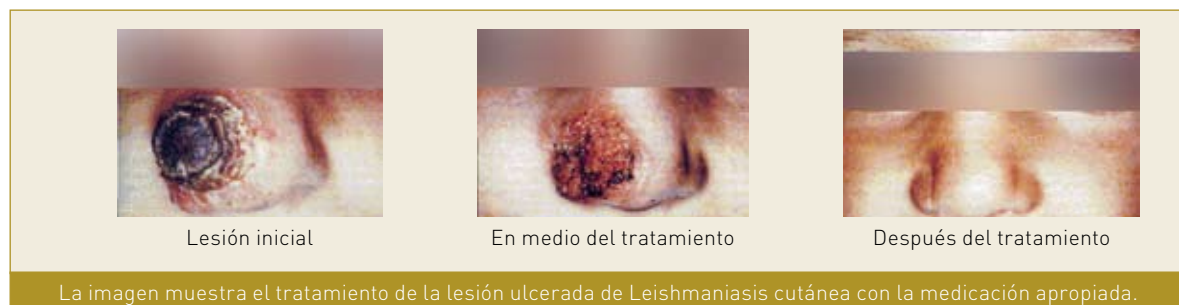 Lesión inicial
En medio del tratamiento
Después del tratamiento
La imagen muestra el tratamiento de la lesión ulcerada de Leishmaniasis cutánea con la medicación apropiada.